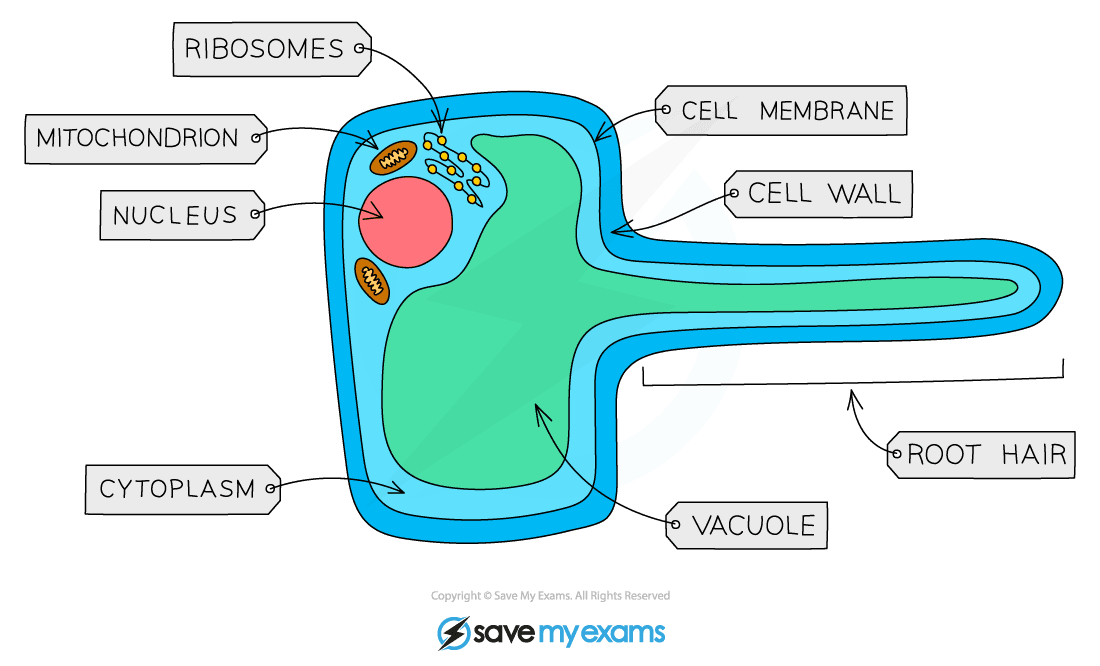 RIBOSOMES
CELL MEMBRANE
MITOCHONDRION
CELL WALL
NUCLEUS
ROOT HAIR
CYTOPLASM
VACUOLE
Copyright © Save My Exams. All Rights Reserved
save my exams